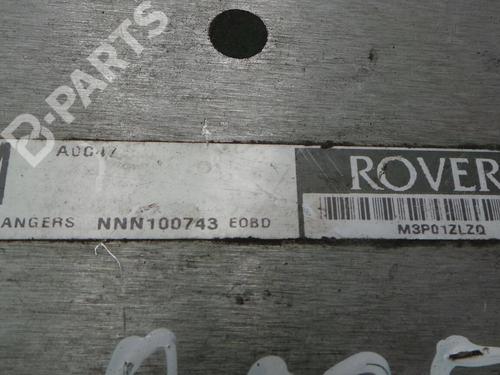 B-PARTS
ROVER
ANGERS NNN100743 EOBD
M3P01ZLZQ